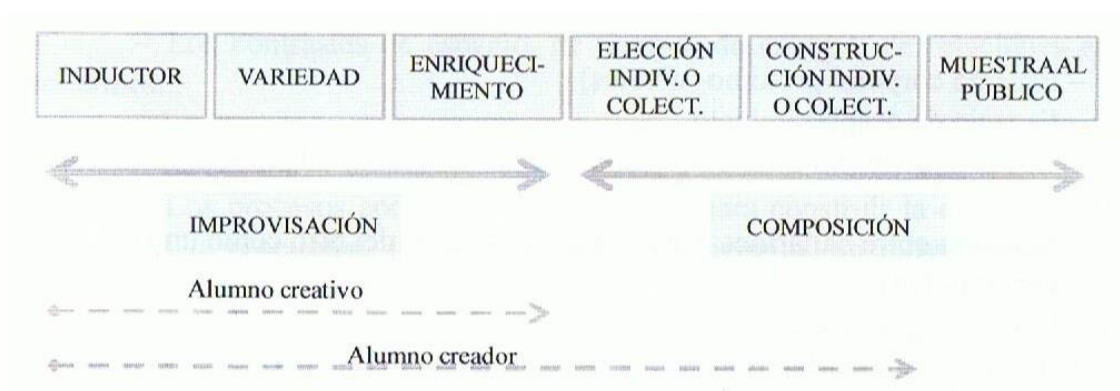 INDUCTOR
VARIEDAD
ENRIQUECI-
MIENTO
ELECCIÓN
INDIV. O
COLECT.
CONSTRUC-
CIÓN INDIV.
O COLECT.
MUESTRA AL
PÚBLICO
IMPROVISACIÓN
COMPOSICIÓN
Alumno creativo
Alumno creador